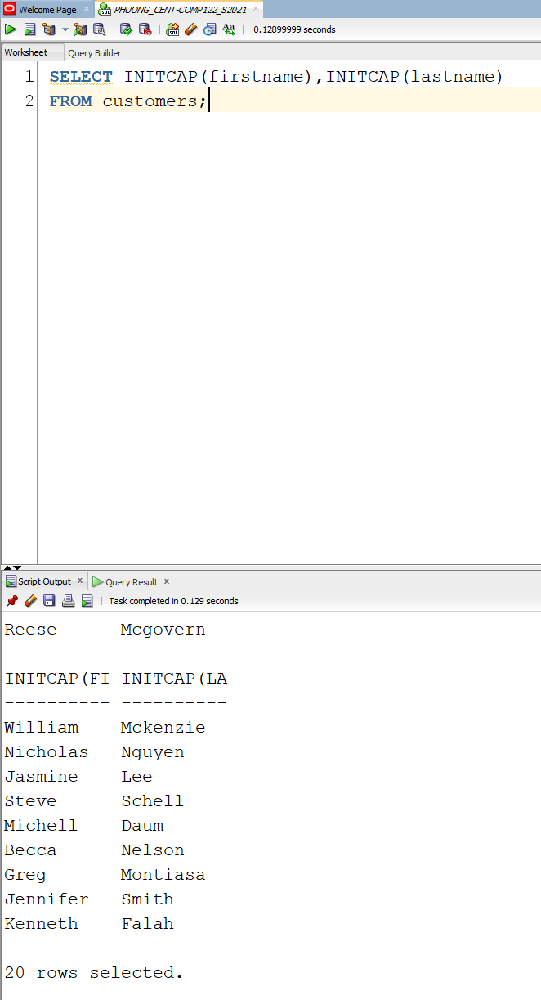 Welcome Page × PHUONG_CENT-COMP122_S2021 ×
SQL Aa 0.12899999 seconds
Worksheet Query Builder
1 SELECT INITCAP(firstname),INITCAP(lastname)
2 FROM customers;
Script Output x Query Result x
Task completed in 0.129 seconds
Reese Mcgovern
INITCAP(FI INITCAP(LA
---------- ----------
William Mckenzie
Nicholas Nguyen
Jasmine Lee
Steve Schell
Michell Daum
Becca Nelson
Greg Montiasa
Jennifer Smith
Kenneth Falah
20 rows selected.